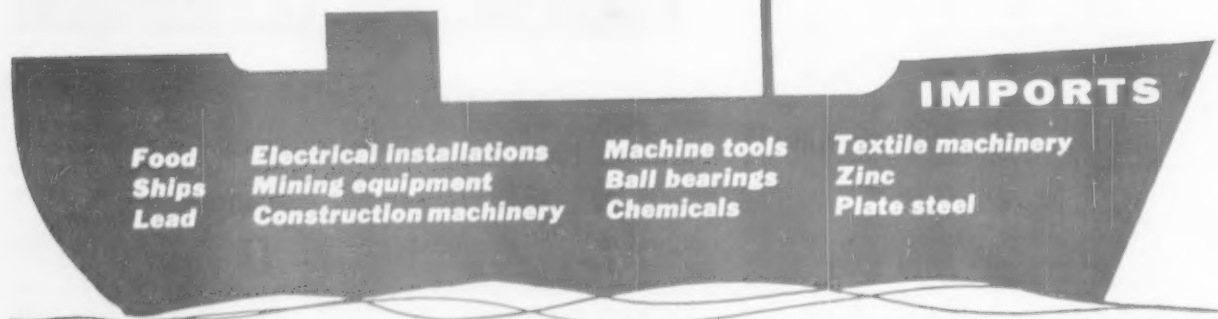 IMPORTS
Food Electrical installations Machine tools Textile machinery
Ships Mining equipment Ball bearings Zinc
Lead Construction machinery Chemicals Plate steel